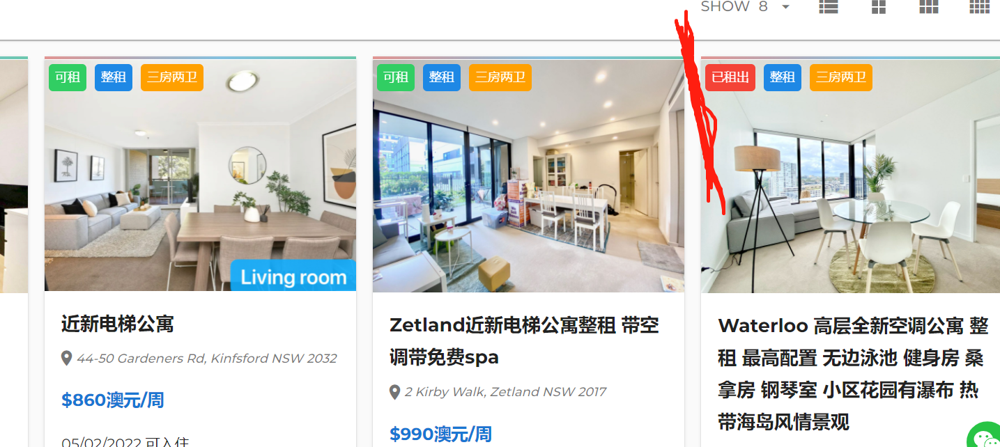 SHOW 8
可租 整租 三房两卫
Living room
近新电梯公寓
44-50 Gardeners Rd, Kinfsford NSW 2032
$860澳元/周
05/02/2022 可入住
可租 整租 三房两卫
Zetland近新电梯公寓整租 带空
调带免费spa
2 Kirby Walk, Zetland NSW 2017
$990澳元/周
已租出 整租 三房两卫
Waterloo 高层全新空调公寓 整
租 最高配置 无边泳池 健身房 桑
拿房 钢琴室 小区花园有瀑布 热
带海岛风情景观